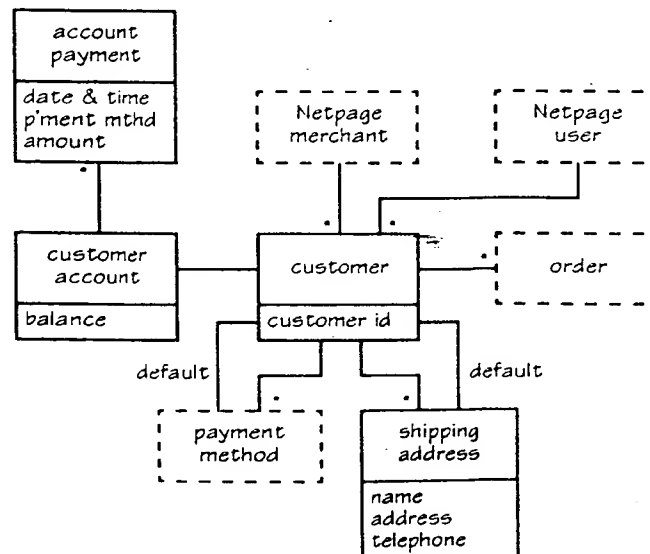 account
payment
date & time
p'ment mthd
amount
Netpage
merchant
Netpage
user
customer
account
balance
customer
customer id
order
default
default
payment
method
shipping
address
name
address
telephone